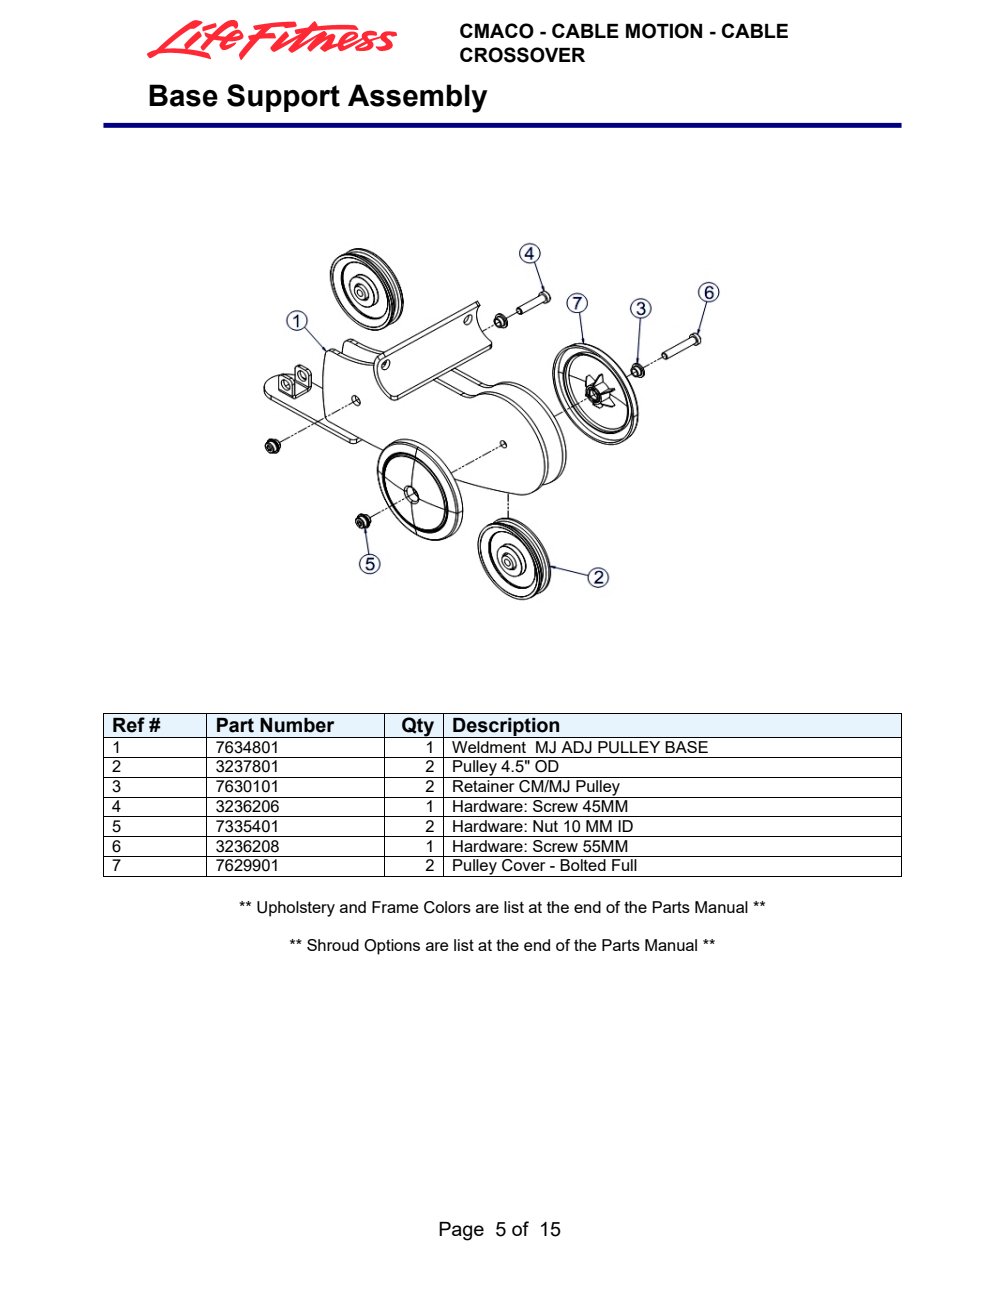 Life Fitness
CMACO - CABLE MOTION - CABLE
CROSSOVER
Base Support Assembly
4
6
7
3
1
5
2
Ref # Part Number Qty Description
1 7634801 1 Weldment  MJ ADJ PULLEY BASE
2 3237801 2 Pulley 4.5" OD
3 7630101 2 Retainer CM/MJ Pulley
4 3236206 1 Hardware: Screw 45MM
5 7335401 2 Hardware: Nut 10 MM ID
6 3236208 1 Hardware: Screw 55MM
7 7629901 2 Pulley Cover - Bolted Full
** Upholstery and Frame Colors are list at the end of the Parts Manual **
** Shroud Options are list at the end of the Parts Manual **
Page  5 of  15